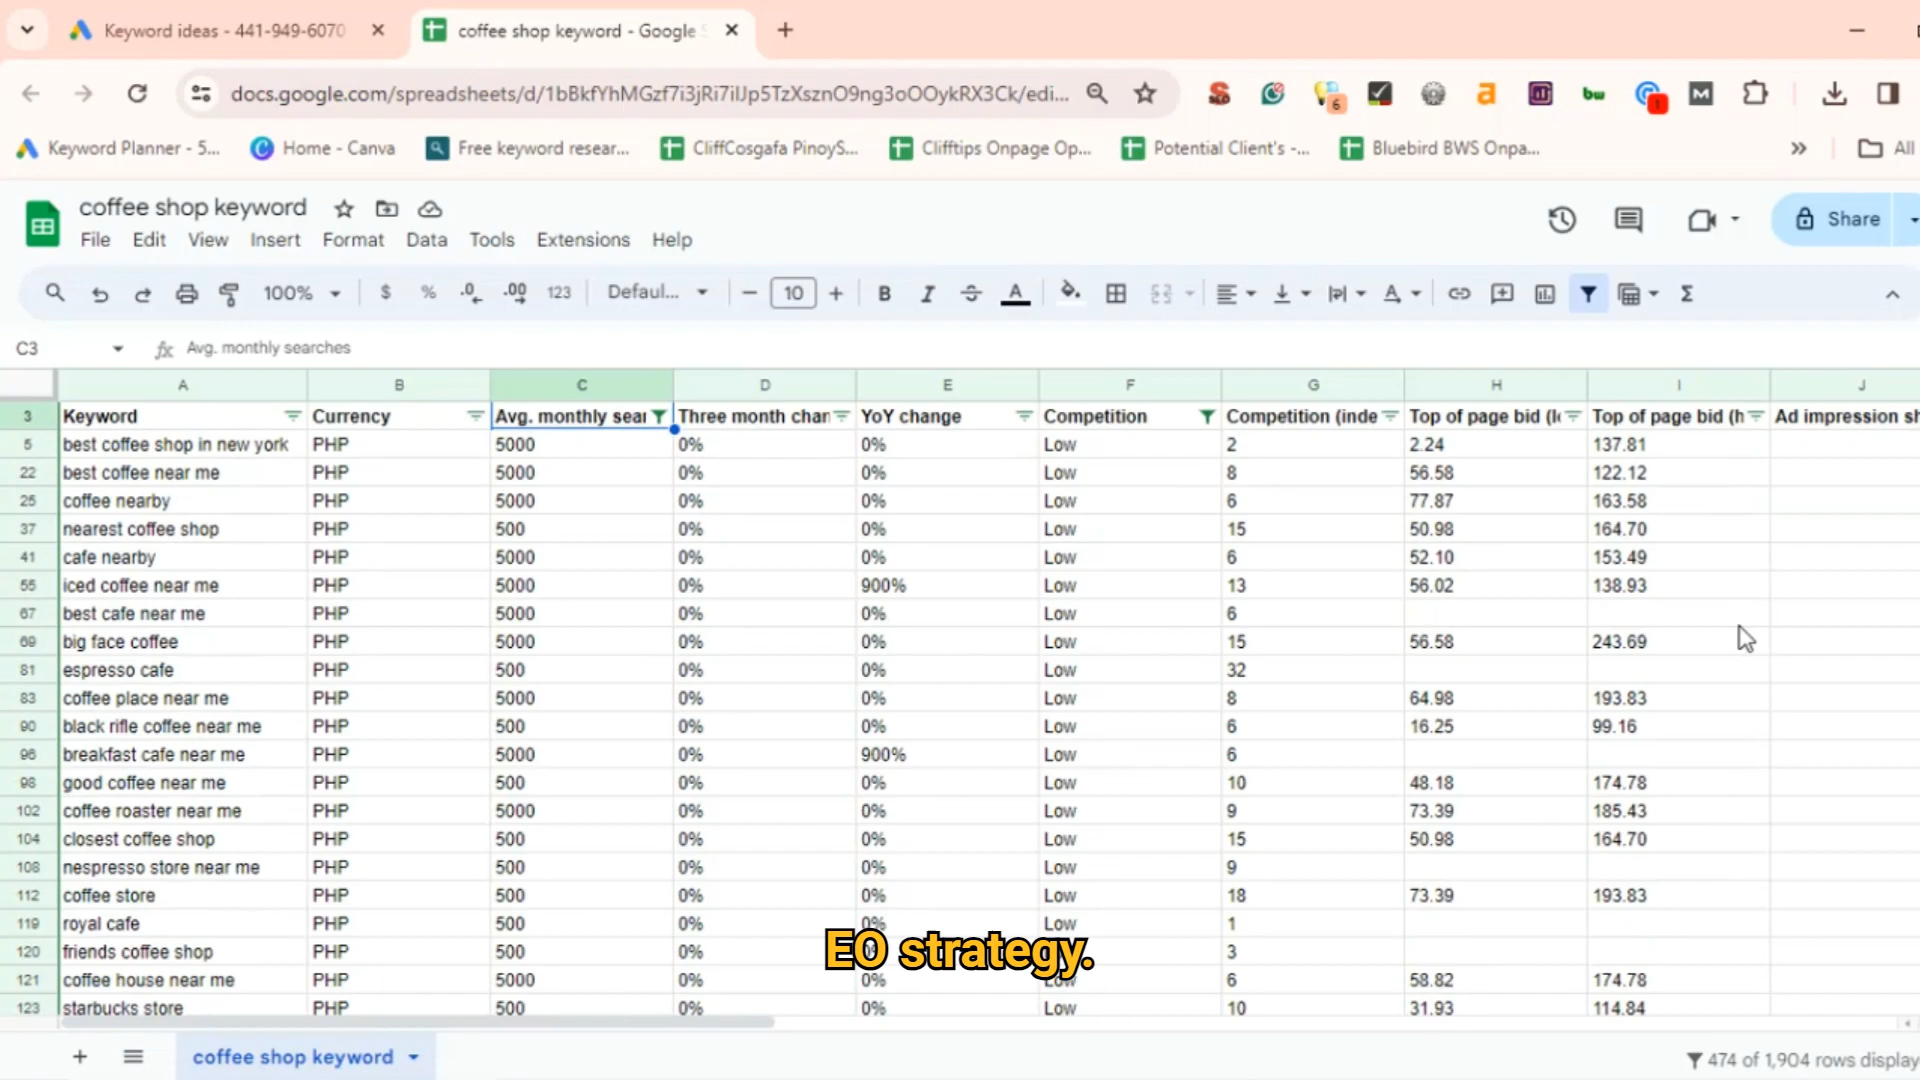 Keyword ideas - 441-949-6070
coffee shop keyword - Google S
docs.google.com/spreadsheets/d/1bBkfYhMGzf7i3jRi7ilJp5TzXsznO9ng3oOOykRX3Ck/edi...
6
a
bw
1
M
Keyword Planner - 5...
Home - Canva
Free keyword resear...
CliffCosgafa PinoyS...
Clifftips Onpage Op...
Potential Client's -...
Bluebird BWS Onpa...
All
coffee shop keyword
Share
File Edit View Insert Format Data Tools Extensions Help
100% $ % .0 .00 123 Defaul... 10 B I A Σ
C3 fx Avg. monthly searches
A B C D E F G H I J
3 Keyword Currency Avg. monthly sear Three month chan YoY change Competition Competition (inde Top of page bid (l Top of page bid (h Ad impression sh
5 best coffee shop in new york PHP 5000 0% 0% Low 2 2.24 137.81
22 best coffee near me PHP 5000 0% 0% Low 8 56.58 122.12
25 coffee nearby PHP 5000 0% 0% Low 6 77.87 163.58
37 nearest coffee shop PHP 500 0% 0% Low 15 50.98 164.70
41 cafe nearby PHP 5000 0% 0% Low 6 52.10 153.49
55 iced coffee near me PHP 5000 0% 900% Low 13 56.02 138.93
67 best cafe near me PHP 5000 0% 0% Low 6
69 big face coffee PHP 5000 0% 0% Low 15 56.58 243.69
81 espresso cafe PHP 500 0% 0% Low 32
83 coffee place near me PHP 5000 0% 0% Low 8 64.98 193.83
90 black rifle coffee near me PHP 500 0% 0% Low 6 16.25 99.16
96 breakfast cafe near me PHP 5000 0% 900% Low 6
98 good coffee near me PHP 500 0% 0% Low 10 48.18 174.78
102 coffee roaster near me PHP 5000 0% 0% Low 9 73.39 185.43
104 closest coffee shop PHP 500 0% 0% Low 15 50.98 164.70
108 nespresso store near me PHP 500 0% 0% Low 9
112 coffee store PHP 500 0% 0% Low 18 73.39 193.83
119 royal cafe PHP 500 0% 0% Low 1
120 friends coffee shop PHP 500 0% 3
EO strategy.
121 coffee house near me PHP 5000 0% 0% Low 6 58.82 174.78
123 starbucks store PHP 500 0% 0% Low 10 31.93 114.84
coffee shop keyword
474 of 1,904 rows display